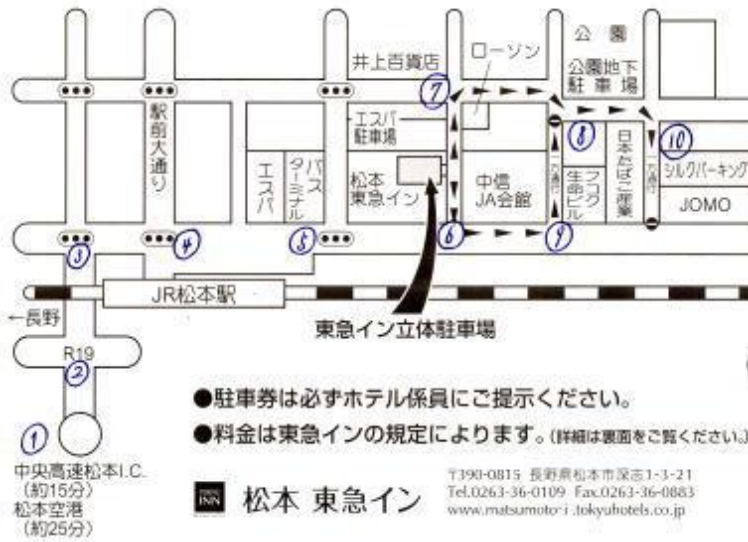 公園
ローソン
井上百貨店
公園地下
駐車場
⑦
エスパ
駐車場
駅前大通り
⑧
⑩
日本たばこ産業
一方通行
シルクパーキング
エスパ
バス
ターミナル
松本
東急イン
中信
JA会館
一方通行
フコク
生命ビル
JOMO
③
④
⑤
⑥
⑨
JR松本駅
←長野
東急イン立体駐車場
R19
②
●駐車券は必ずホテル係員にご提示ください。
①
●料金は東急インの規定によります。(詳細は裏面をご覧ください。)
中央高速松本I.C.
(約15分)
松本空港
(約25分)
INN
松本 東急イン
〒390-0815 長野県松本市深志1-3-21
Tel.0263-36-0109 Fax.0263-36-0883
www.matsumoto-i.tokyuhotels.co.jp